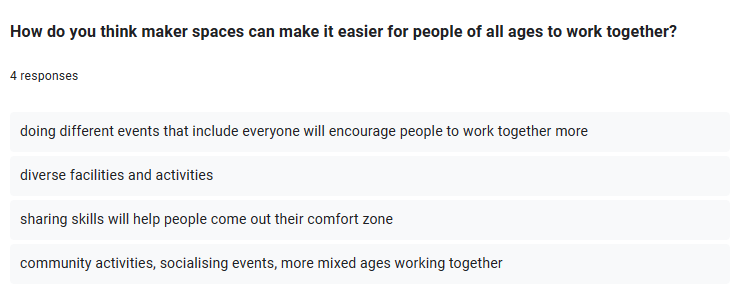 How do you think maker spaces can make it easier for people of all ages to work together?
4 responses
doing different events that include everyone will encourage people to work together more
diverse facilities and activities
sharing skills will help people come out their comfort zone
community activities, socialising events, more mixed ages working together